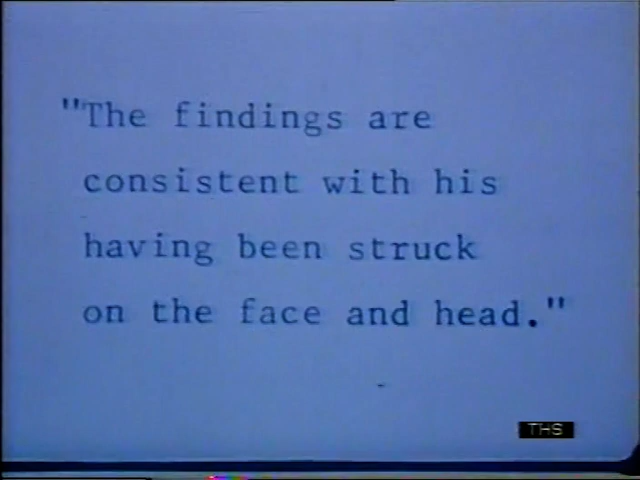 "The findings are
consistent with his
having been struck
on the face and head."
THS